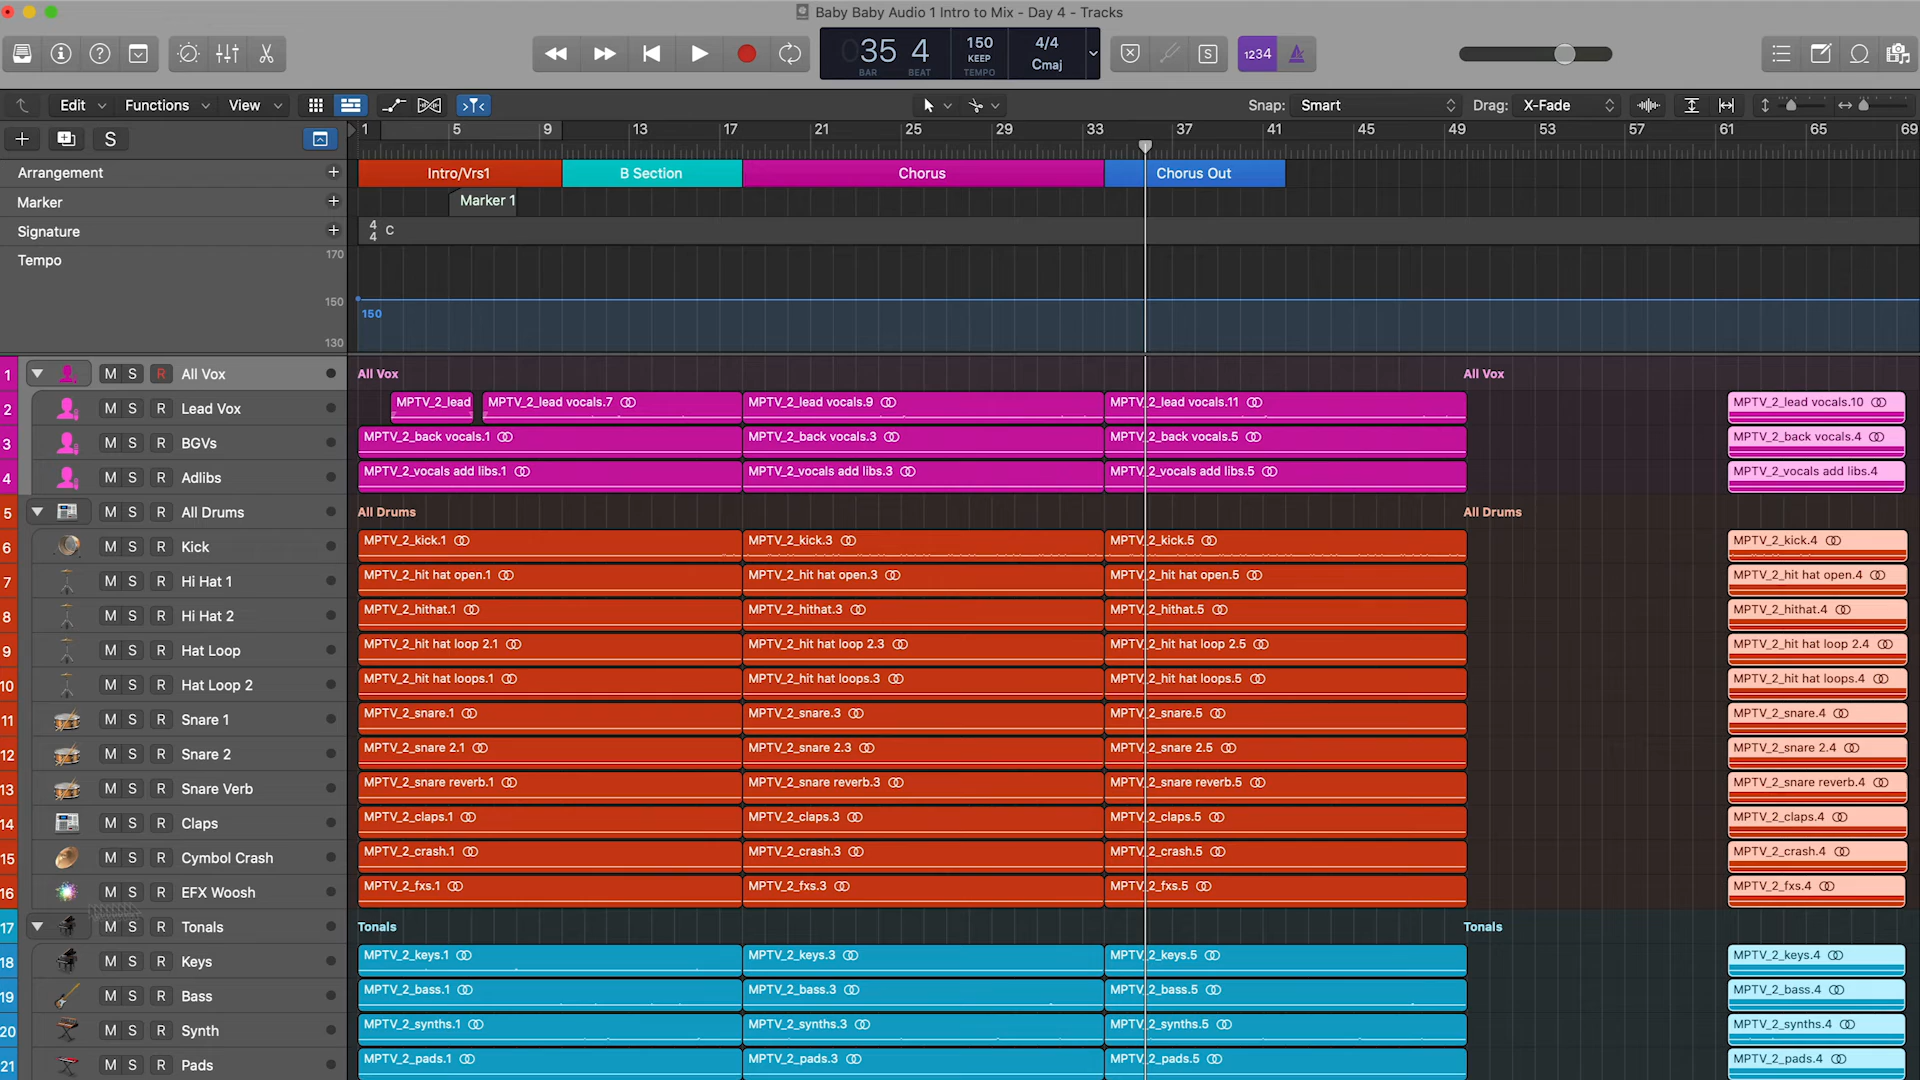 Baby Baby Audio 1 Intro to Mix - Day 4 - Tracks
35 4 150 KEEP 4/4 Cmaj
BAR BEAT TEMPO
S 1234
Edit Functions View Snap: Smart Drag: X-Fade
S 1 5 9 13 17 21 25 29 33 37 41 45 49 53 57 61 65 69
Arrangement + Intro/Vrs1 B Section Chorus Chorus Out
Marker + Marker 1
Signature + 4/4 C
Tempo 170
150
150
130
1 M S R All Vox All Vox All Vox
2 M S R Lead Vox MPTV_2_lead MPTV_2_lead vocals.7 MPTV_2_lead vocals.9 MPTV_2_lead vocals.11 MPTV_2_lead vocals.10
3 M S R BGVs MPTV_2_back vocals.1 MPTV_2_back vocals.3 MPTV_2_back vocals.5 MPTV_2_back vocals.4
4 M S R Adlibs MPTV_2_vocals add libs.1 MPTV_2_vocals add libs.3 MPTV_2_vocals add libs.5 MPTV_2_vocals add libs.4
5 M S R All Drums All Drums All Drums
6 M S R Kick MPTV_2_kick.1 MPTV_2_kick.3 MPTV_2_kick.5 MPTV_2_kick.4
7 M S R Hi Hat 1 MPTV_2_hit hat open.1 MPTV_2_hit hat open.3 MPTV_2_hit hat open.5 MPTV_2_hit hat open.4
8 M S R Hi Hat 2 MPTV_2_hithat.1 MPTV_2_hithat.3 MPTV_2_hithat.5 MPTV_2_hithat.4
9 M S R Hat Loop MPTV_2_hit hat loop 2.1 MPTV_2_hit hat loop 2.3 MPTV_2_hit hat loop 2.5 MPTV_2_hit hat loop 2.4
10 M S R Hat Loop 2 MPTV_2_hit hat loops.1 MPTV_2_hit hat loops.3 MPTV_2_hit hat loops.5 MPTV_2_hit hat loops.4
11 M S R Snare 1 MPTV_2_snare.1 MPTV_2_snare.3 MPTV_2_snare.5 MPTV_2_snare.4
12 M S R Snare 2 MPTV_2_snare 2.1 MPTV_2_snare 2.3 MPTV_2_snare 2.5 MPTV_2_snare 2.4
13 M S R Snare Verb MPTV_2_snare reverb.1 MPTV_2_snare reverb.3 MPTV_2_snare reverb.5 MPTV_2_snare reverb.4
14 M S R Claps MPTV_2_claps.1 MPTV_2_claps.3 MPTV_2_claps.5 MPTV_2_claps.4
15 M S R Cymbol Crash MPTV_2_crash.1 MPTV_2_crash.3 MPTV_2_crash.5 MPTV_2_crash.4
16 M S R EFX Woosh MPTV_2_fxs.1 MPTV_2_fxs.3 MPTV_2_fxs.5 MPTV_2_fxs.4
17 M S R Tonals Tonals Tonals
18 M S R Keys MPTV_2_keys.1 MPTV_2_keys.3 MPTV_2_keys.5 MPTV_2_keys.4
19 M S R Bass MPTV_2_bass.1 MPTV_2_bass.3 MPTV_2_bass.5 MPTV_2_bass.4
20 M S R Synth MPTV_2_synths.1 MPTV_2_synths.3 MPTV_2_synths.5 MPTV_2_synths.4
21 M S R Pads MPTV_2_pads.1 MPTV_2_pads.3 MPTV_2_pads.5 MPTV_2_pads.4